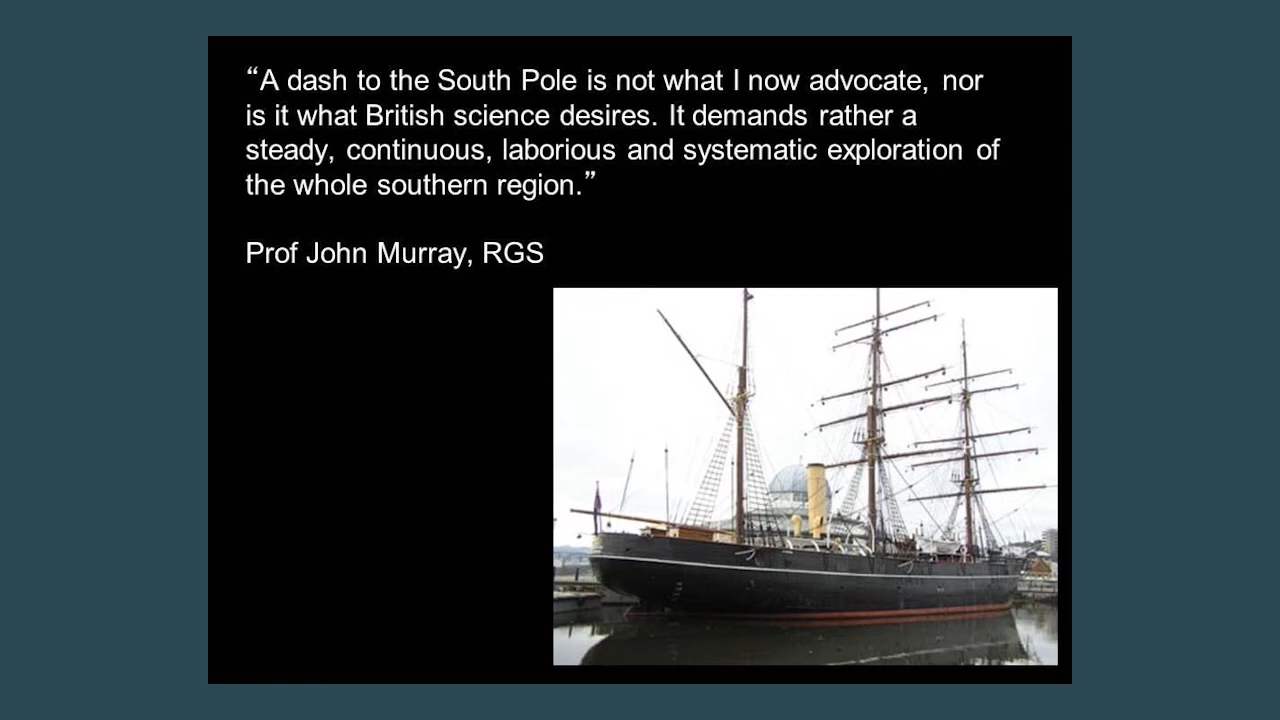 “A dash to the South Pole is not what I now advocate, nor
is it what British science desires. It demands rather a
steady, continuous, laborious and systematic exploration of
the whole southern region.”
Prof John Murray, RGS